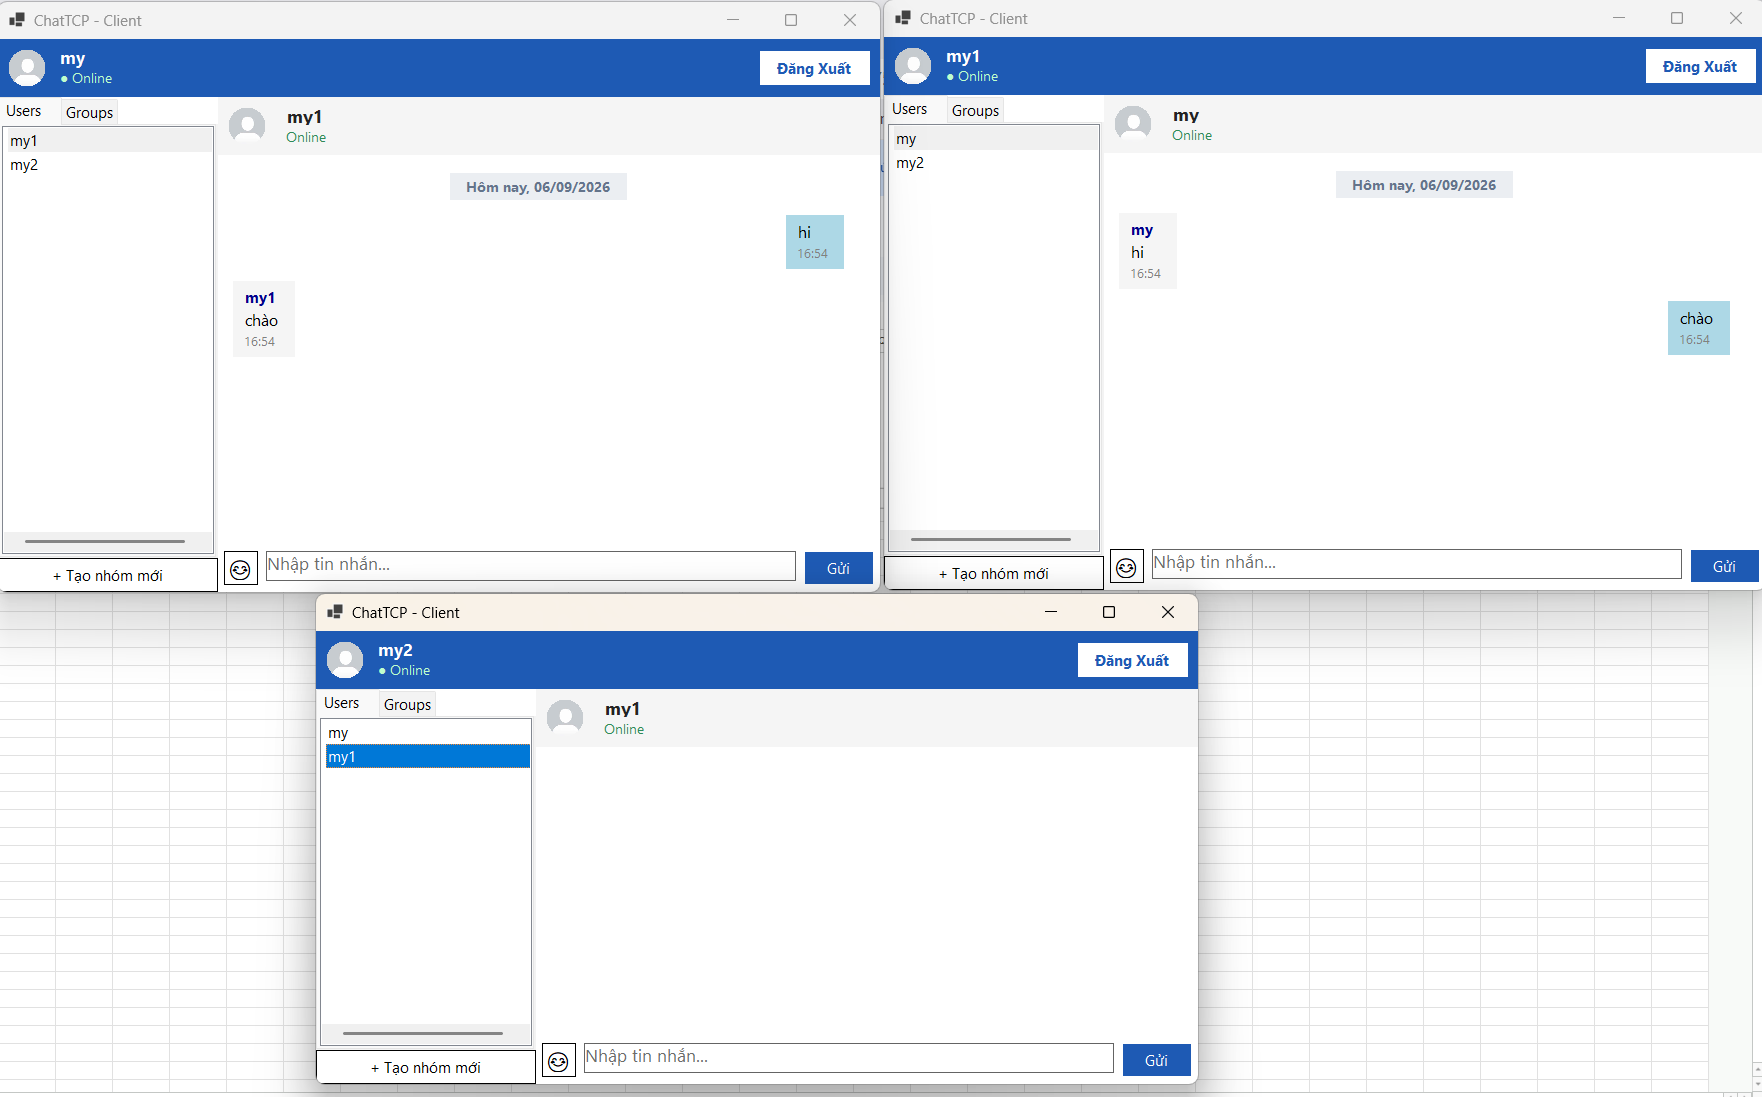 ChatTCP - Client
my
● Online
Đăng Xuất
Users
Groups
my1
my2
+ Tạo nhóm mới
my1
Online
Hôm nay, 06/09/2026
hi
16:54
my1
chào
16:54
Nhập tin nhắn...
Gửi
ChatTCP - Client
my1
● Online
Đăng Xuất
Users
Groups
my
my2
+ Tạo nhóm mới
my
Online
Hôm nay, 06/09/2026
my
hi
16:54
chào
16:54
Nhập tin nhắn...
Gửi
ChatTCP - Client
my2
● Online
Đăng Xuất
Users
Groups
my
my1
+ Tạo nhóm mới
my1
Online
Nhập tin nhắn...
Gửi